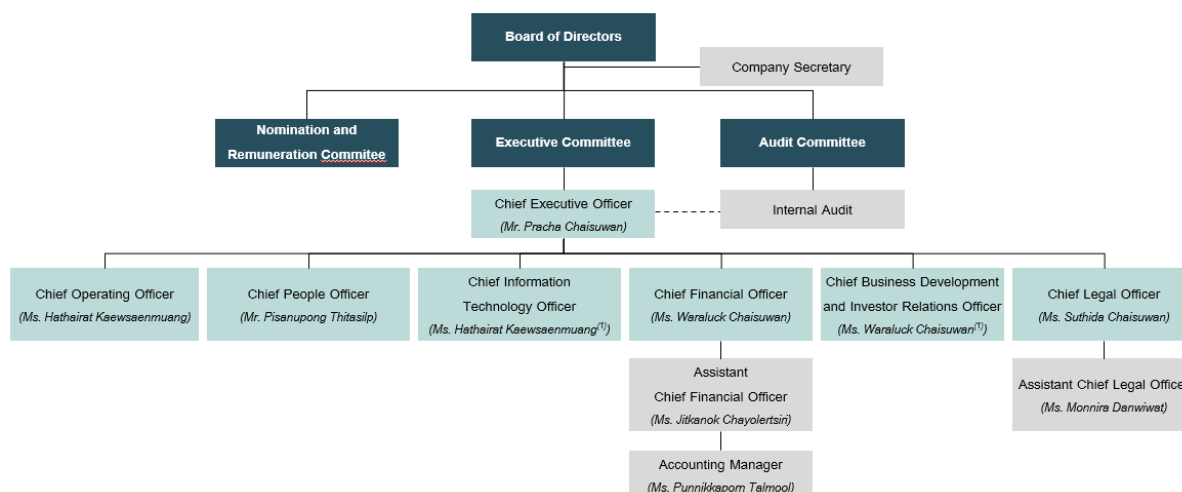 Board of Directors
Company Secretary
Nomination and
Remuneration Commitee
Executive Committee
Audit Committee
Chief Executive Officer
(Mr. Pracha Chaisuwan)
Internal Audit
Chief Operating Officer
(Ms. Hathairat Kaewsaenmuang)
Chief People Officer
(Mr. Pisanupong Thitasilp)
Chief Information
Technology Officer
(Ms. Hathairat Kaewsaenmuang(1))
Chief Financial Officer
(Ms. Waraluck Chaisuwan)
Chief Business Development
and Investor Relations Officer
(Ms. Waraluck Chaisuwan(1))
Chief Legal Officer
(Ms. Suthida Chaisuwan)
Assistant
Chief Financial Officer
(Ms. Jitkanok Chayolertsiri)
Assistant Chief Legal Office
(Ms. Monnira Danwiwat)
Accounting Manager
(Ms. Punnikkaporn Talmool)